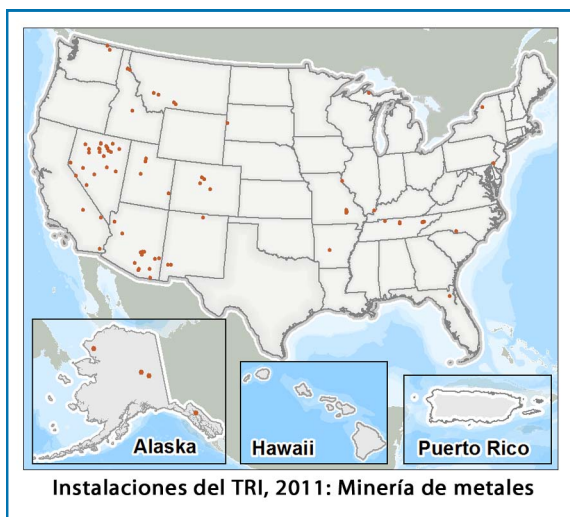 Alaska
Hawaii
Puerto Rico
Instalaciones del TRI, 2011: Minería de metales